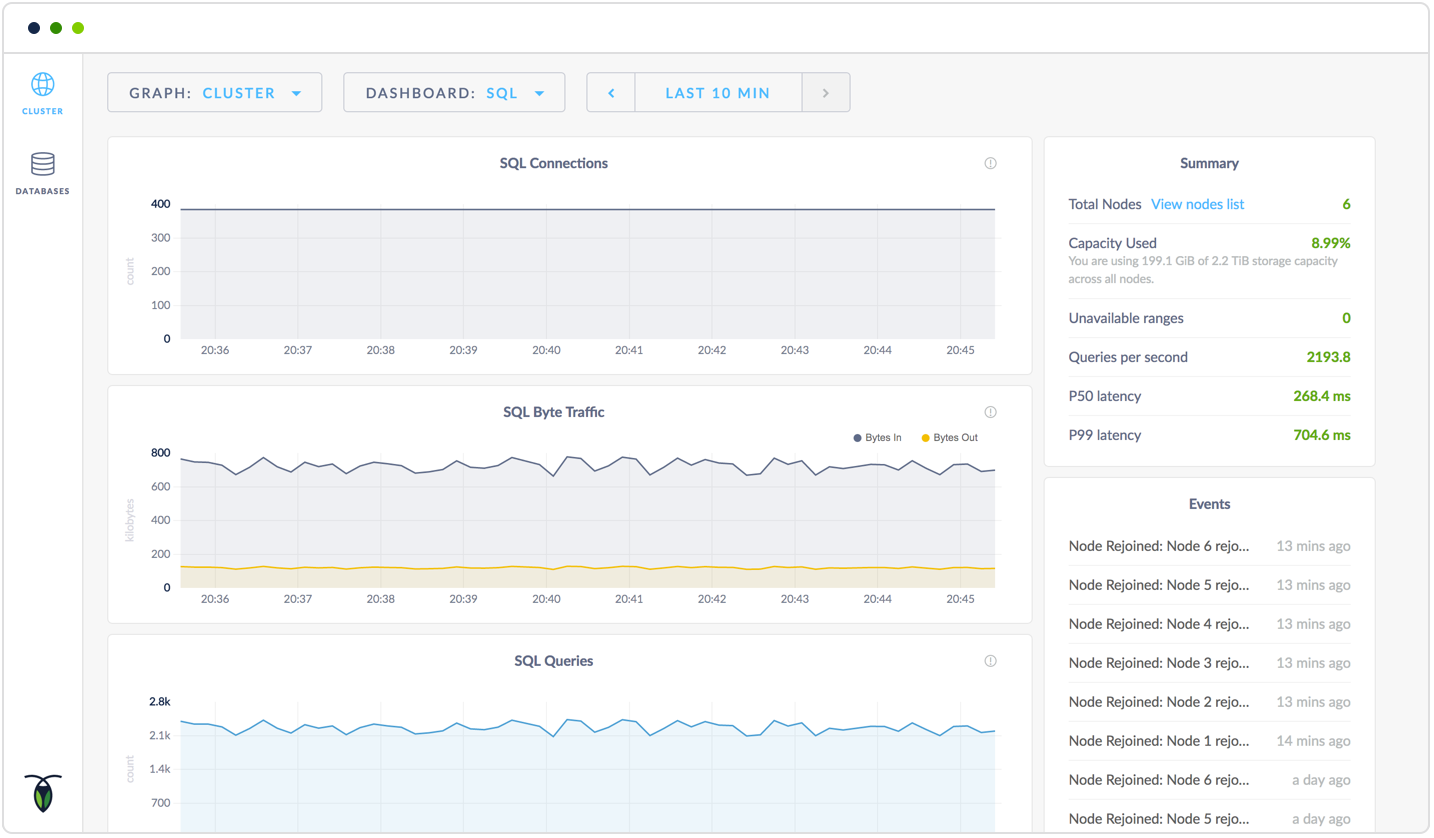 CLUSTER
DATABASES
GRAPH: CLUSTER
DASHBOARD: SQL
LAST 10 MIN
SQL Connections
count
400
300
200
100
0
20:36 20:37 20:38 20:39 20:40 20:41 20:42 20:43 20:44 20:45
SQL Byte Traffic
Bytes In Bytes Out
kilobytes
800
600
400
200
0
20:36 20:37 20:38 20:39 20:40 20:41 20:42 20:43 20:44 20:45
SQL Queries
count
2.8k
2.1k
1.4k
700
Summary
Total Nodes View nodes list 6
Capacity Used 8.99%
You are using 199.1 GiB of 2.2 TiB storage capacity
across all nodes.
Unavailable ranges 0
Queries per second 2193.8
P50 latency 268.4 ms
P99 latency 704.6 ms
Events
Node Rejoined: Node 6 rejo... 13 mins ago
Node Rejoined: Node 5 rejo... 13 mins ago
Node Rejoined: Node 4 rejo... 13 mins ago
Node Rejoined: Node 3 rejo... 13 mins ago
Node Rejoined: Node 2 rejo... 13 mins ago
Node Rejoined: Node 1 rejo... 14 mins ago
Node Rejoined: Node 6 rejo... a day ago
Node Rejoined: Node 5 rejo... a day ago